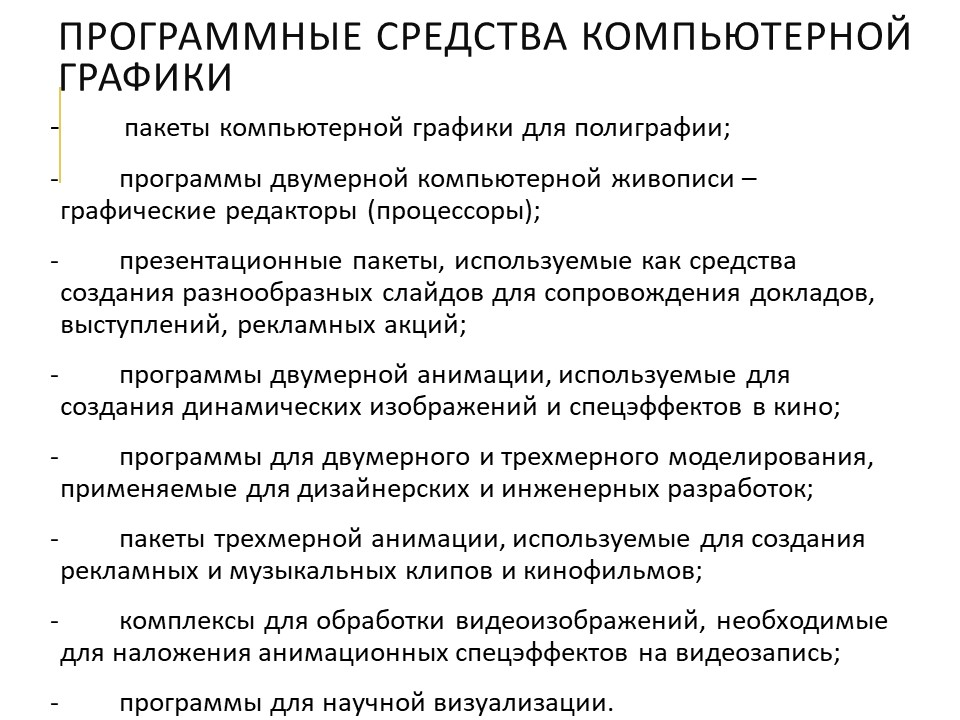 ПРОГРАММНЫЕ СРЕДСТВА КОМПЬЮТЕРНОЙ
ГРАФИКИ
- пакеты компьютерной графики для полиграфии;
- программы двумерной компьютерной живописи –
графические редакторы (процессоры);
- презентационные пакеты, используемые как средства
создания разнообразных слайдов для сопровождения докладов,
выступлений, рекламных акций;
- программы двумерной анимации, используемые для
создания динамических изображений и спецэффектов в кино;
- программы для двумерного и трехмерного моделирования,
применяемые для дизайнерских и инженерных разработок;
- пакеты трехмерной анимации, используемые для создания
рекламных и музыкальных клипов и кинофильмов;
- комплексы для обработки видеоизображений, необходимые
для наложения анимационных спецэффектов на видеозапись;
- программы для научной визуализации.